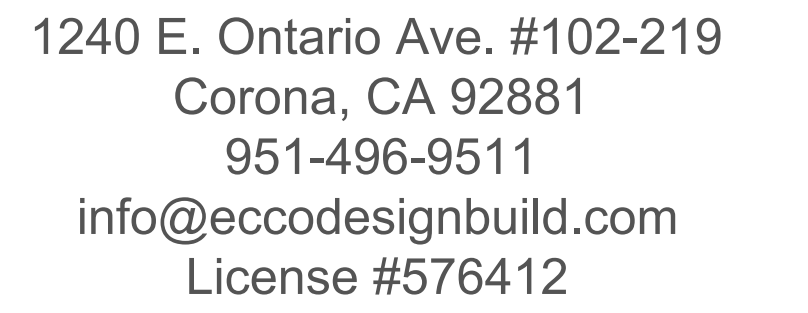 1240 E. Ontario Ave. #102-219
Corona, CA 92881
951-496-9511
info@eccodesignbuild.com
License #576412